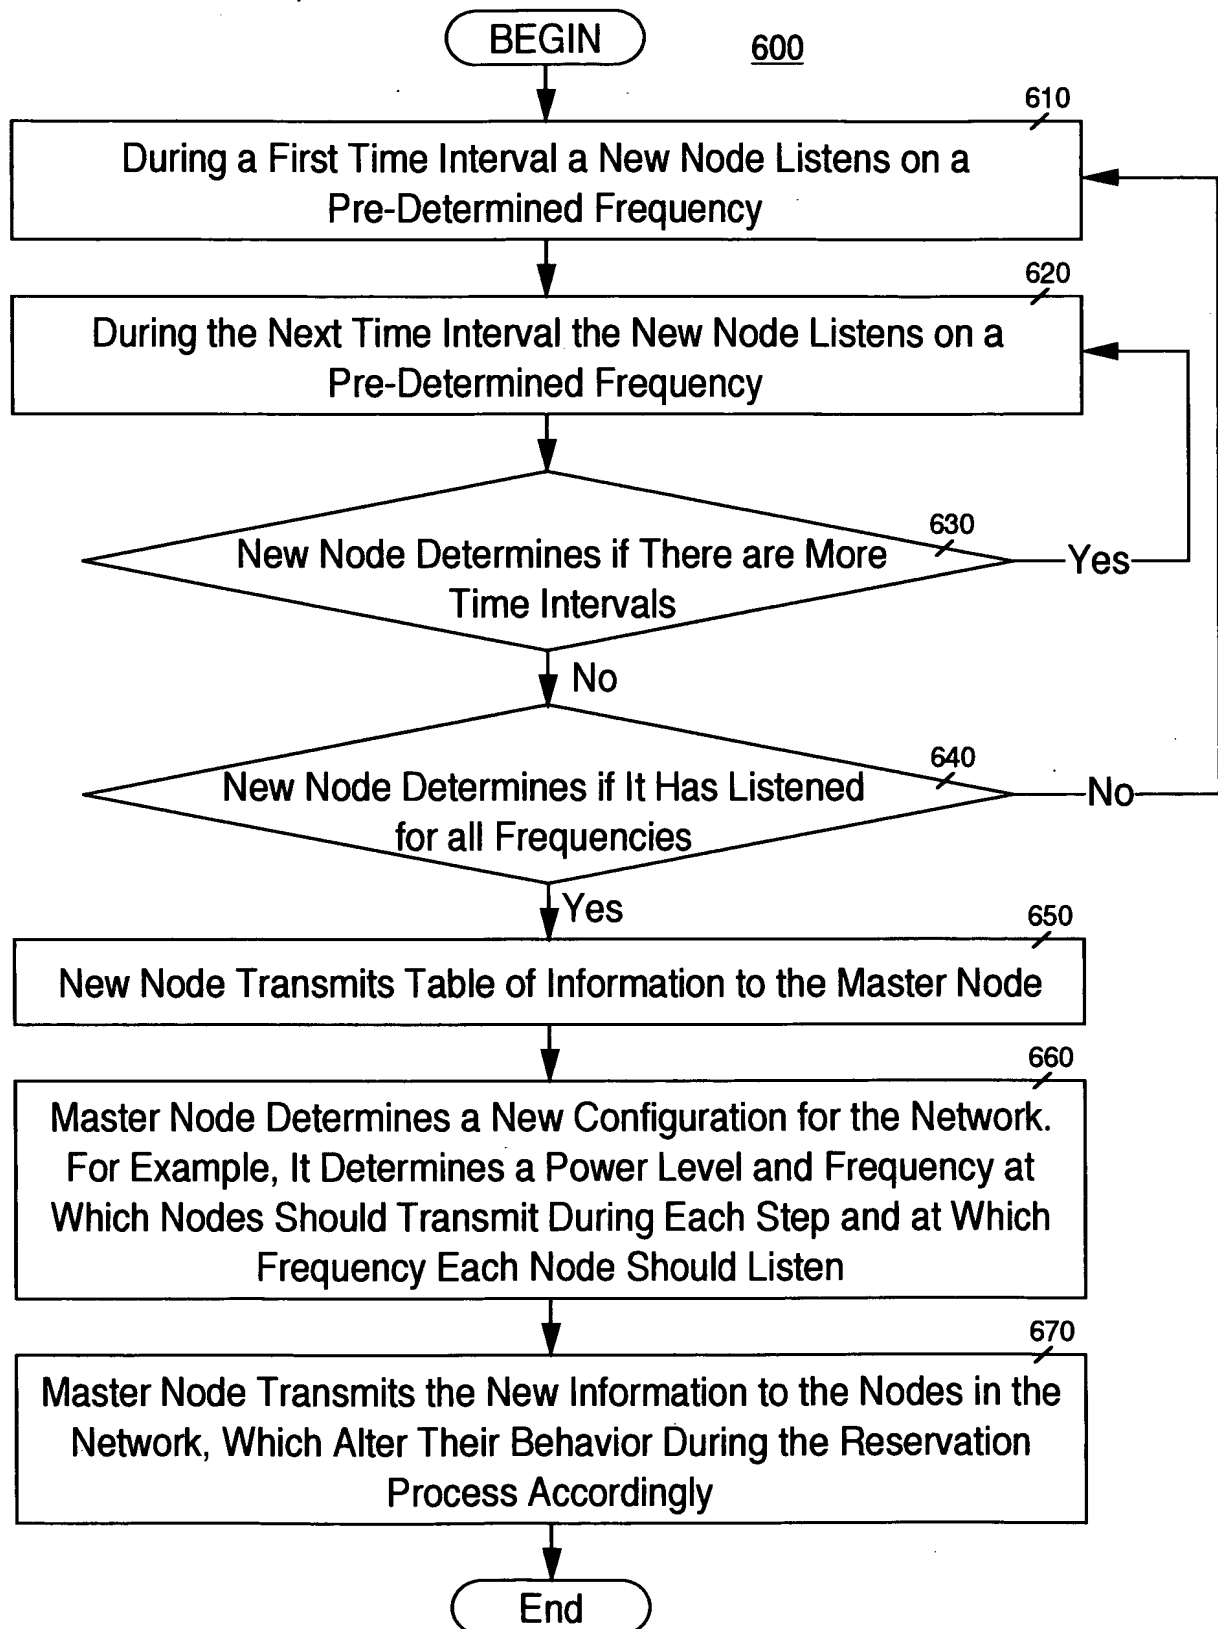 BEGIN
600
610
During a First Time Interval a New Node Listens on a
Pre-Determined Frequency
620
During the Next Time Interval the New Node Listens on a
Pre-Determined Frequency
630
New Node Determines if There are More
Time Intervals
Yes
No
640
New Node Determines if It Has Listened
for all Frequencies
No
Yes
650
New Node Transmits Table of Information to the Master Node
660
Master Node Determines a New Configuration for the Network.
For Example, It Determines a Power Level and Frequency at
Which Nodes Should Transmit During Each Step and at Which
Frequency Each Node Should Listen
670
Master Node Transmits the New Information to the Nodes in the
Network, Which Alter Their Behavior During the Reservation
Process Accordingly
End